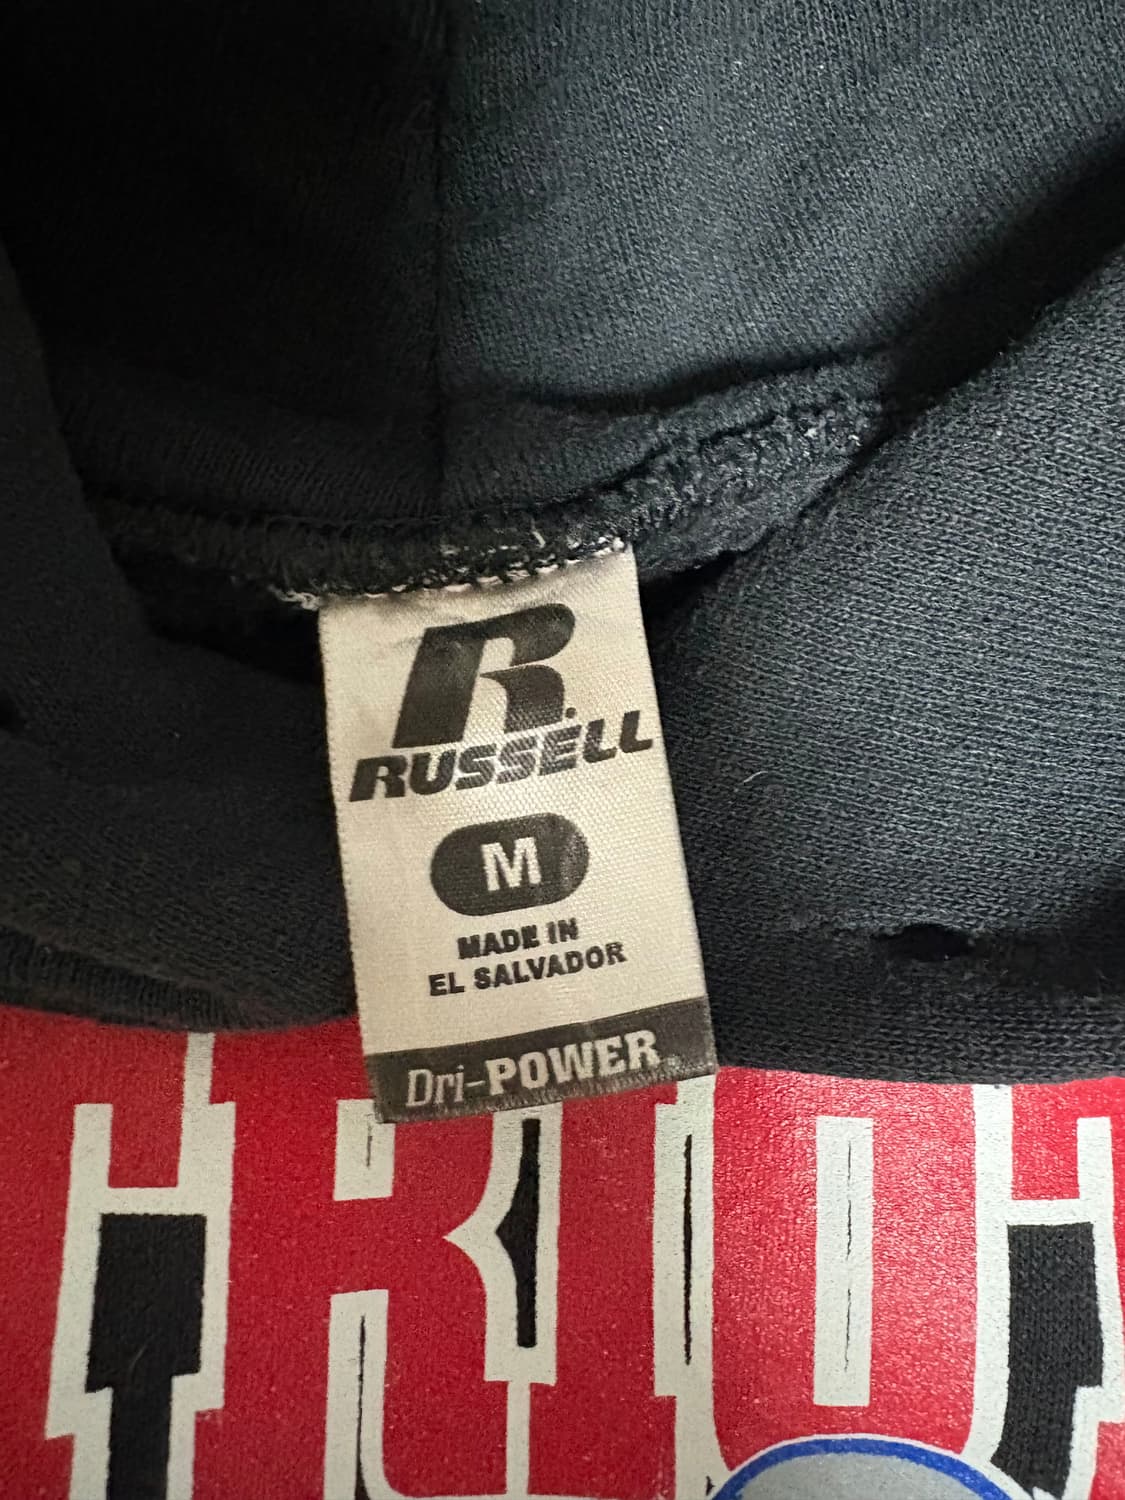 R
RUSSELL
M
MADE IN
EL SALVADOR
Dri-POWER®